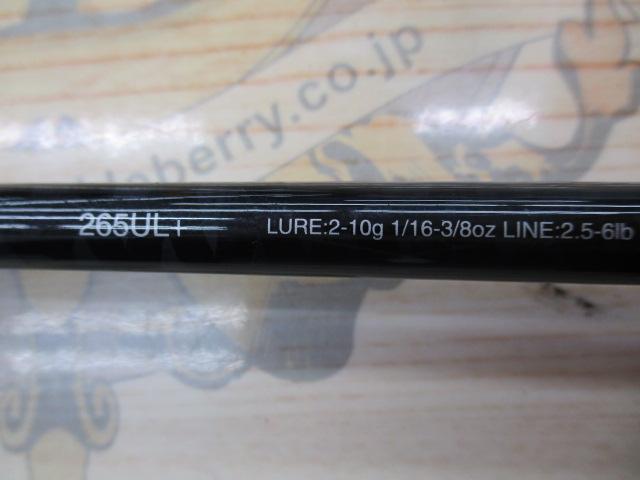 berry.co.jp
265UL+ LURE:2-10g 1/16-3/8oz LINE:2.5-6lb